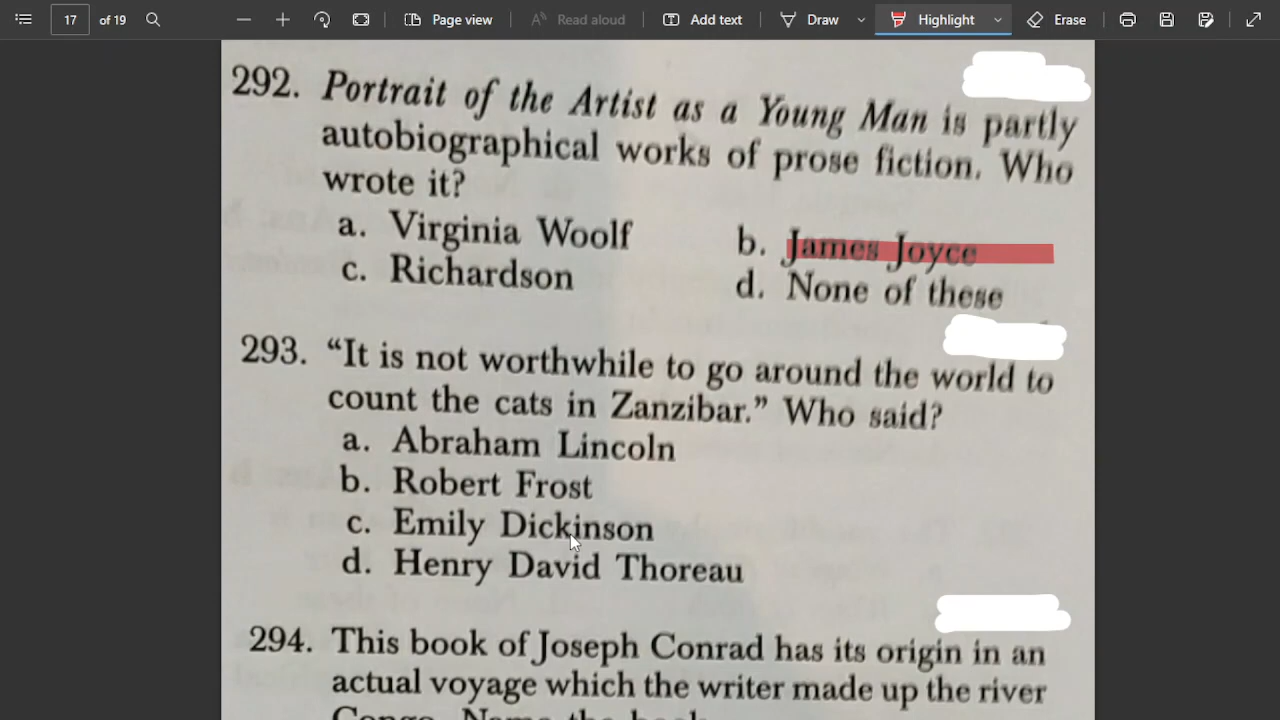 17 of 19 Page view Read aloud Add text Draw Highlight Erase
292. Portrait of the Artist as a Young Man is partly
autobiographical works of prose fiction. Who
wrote it?
a. Virginia Woolf b. James Joyce
c. Richardson d. None of these
293. “It is not worthwhile to go around the world to
count the cats in Zanzibar.” Who said?
a. Abraham Lincoln
b. Robert Frost
c. Emily Dickinson
d. Henry David Thoreau
294. This book of Joseph Conrad has its origin in an
actual voyage which the writer made up the river
Congo. Name the book